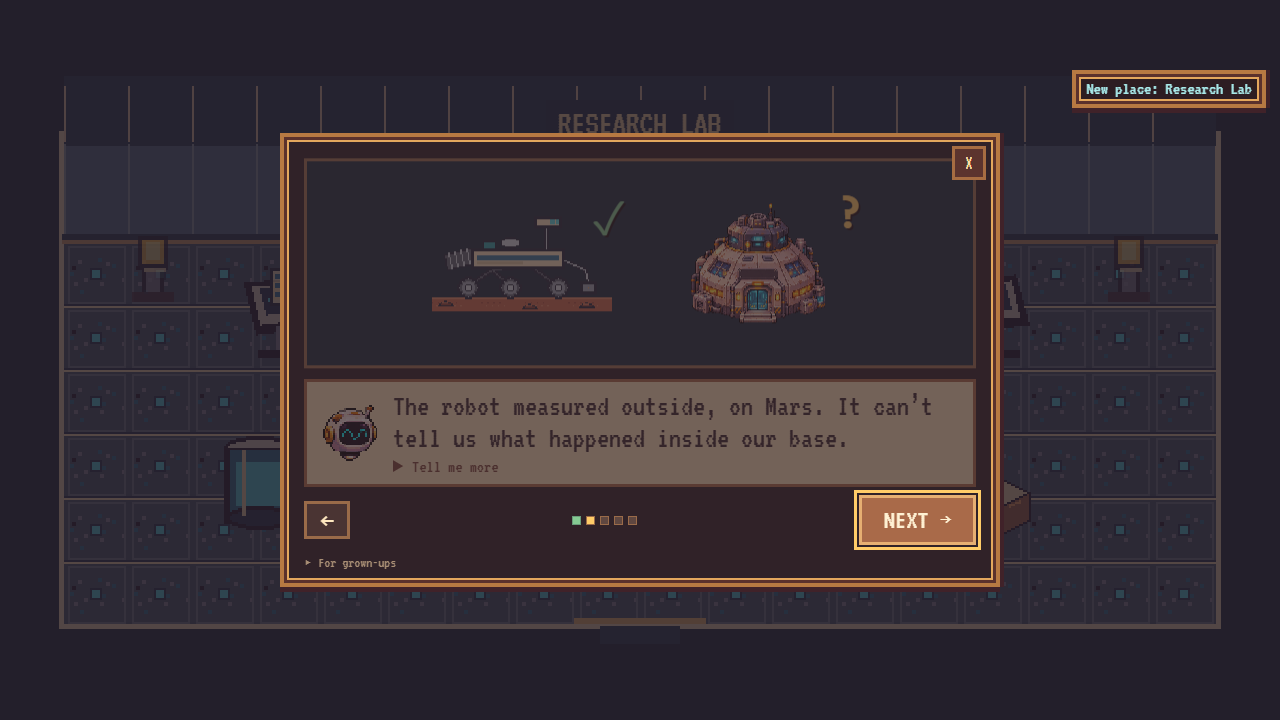 New place: Research Lab
RESEARCH LAB
X
?
The robot measured outside, on Mars. It can't
tell us what happened inside our base.
▶ Tell me more
← 
NEXT →
▸ For grown-ups